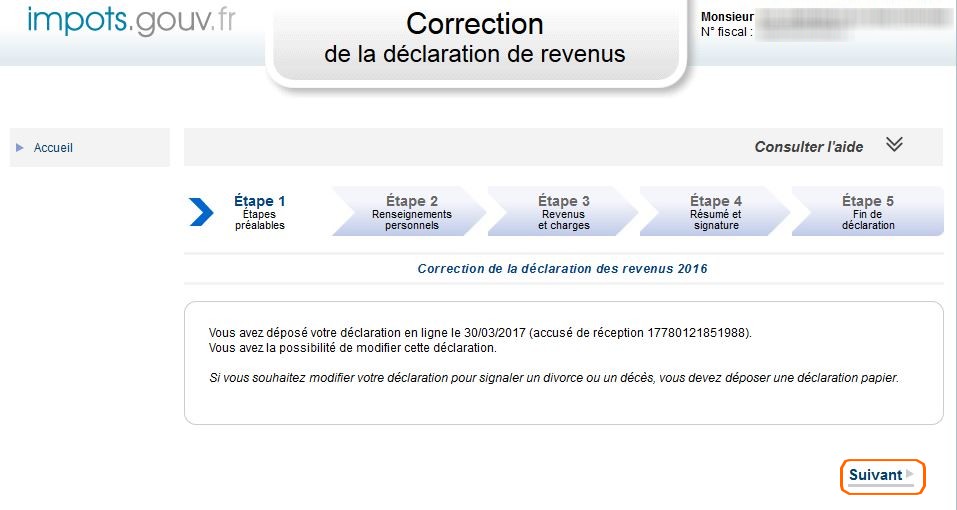 impots.gouv.fr
Correction
de la déclaration de revenus
Monsieur
N° fiscal :
Accueil
Consulter l'aide
Étape 1
Étapes
préalables
Étape 2
Renseignements
personnels
Étape 3
Revenus
et charges
Étape 4
Résumé et
signature
Étape 5
Fin de
déclaration
Correction de la déclaration des revenus 2016
Vous avez déposé votre déclaration en ligne le 30/03/2017 (accusé de réception 17780121851988).
Vous avez la possibilité de modifier cette déclaration.
Si vous souhaitez modifier votre déclaration pour signaler un divorce ou un décès, vous devez déposer une déclaration papier.
Suivant